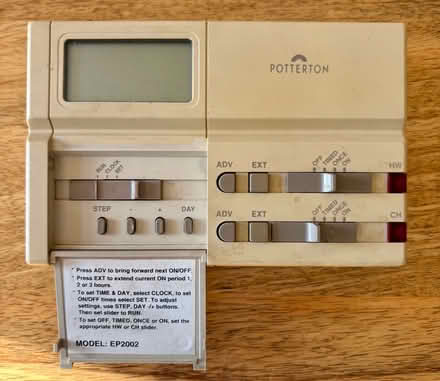 POTTERTON
RUN
CLOCK
SET
STEP - + DAY
ADV EXT OFF TIMED ONCE ON HW
ADV EXT OFF TIMED ONCE ON CH
* Press ADV to bring forward next ON/OFF.
* Press EXT to extend current ON period 1,
2 or 3 hours.
* To set TIME & DAY, select CLOCK, to set
ON/OFF times select SET. To adjust
settings, use STEP, DAY -/+ buttons.
Then set slider to RUN.
* To set OFF, TIMED, ONCE or ON, set the
appropriate HW or CH slider.
MODEL: EP2002